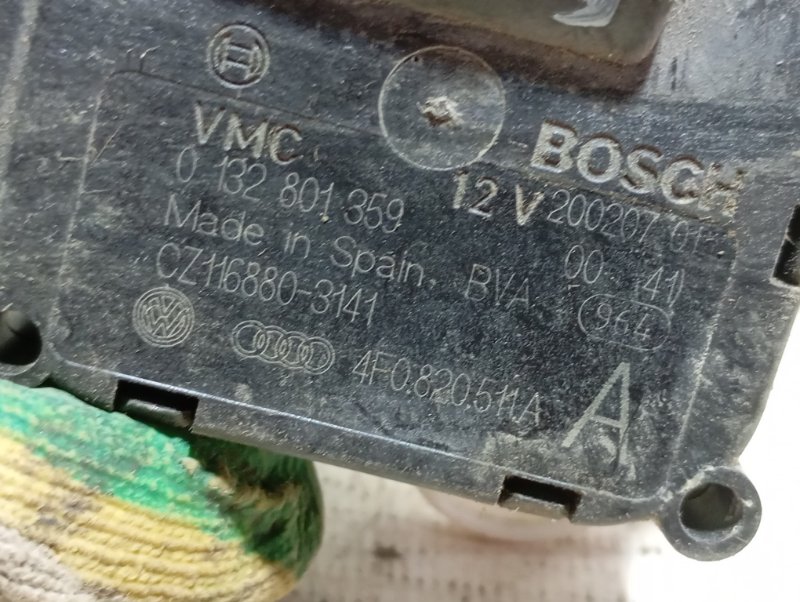 VMC BOSCH
0 132 801 359 12 V 200207 01
Made in Spain. BVA 00 41
CZ116880-3141 964
4F0.820.511A A